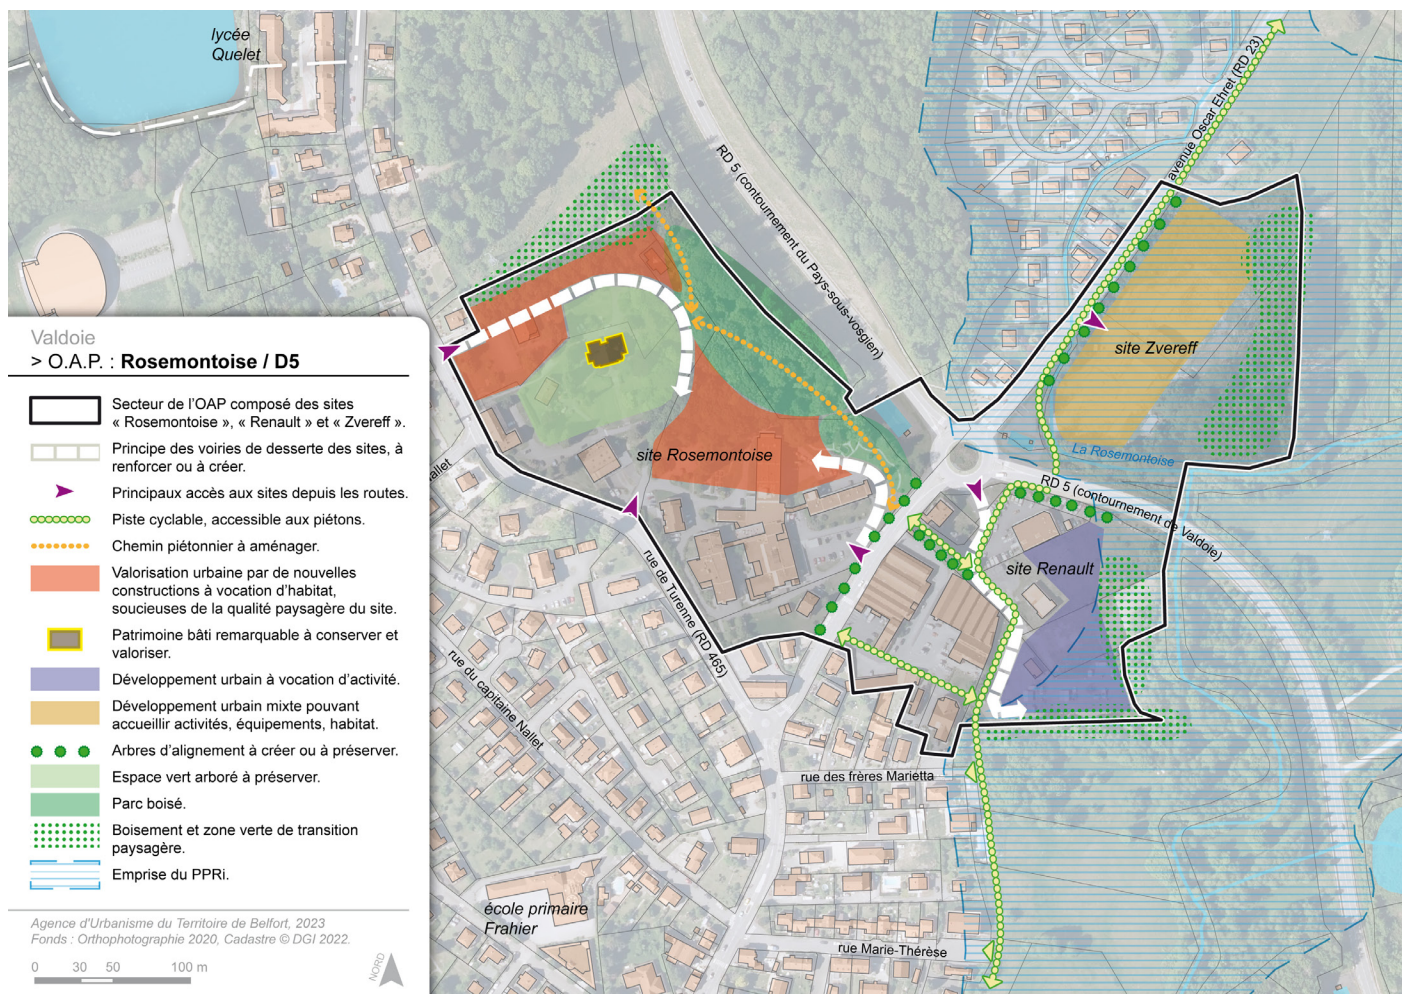 lycée
Quelet
RD 5 (contournement du Pays-sous-vosgien)
avenue Oscar Ehret (RD 23)
site Zvereff
La Rosemontoise
RD 5 (contournement de Valdoie)
site Rosemontoise
site Renault
rue de Turenne (RD 465)
rue du capitaine Nallet
rue des frères Marietta
rue Marie-Thérèse
école primaire
Frahier
Valdoie
> O.A.P. : Rosemontoise / D5
Secteur de l'OAP composé des sites
« Rosemontoise », « Renault » et « Zvereff ».
Principe des voiries de desserte des sites, à
renforcer ou à créer.
Principaux accès aux sites depuis les routes.
Piste cyclable, accessible aux piétons.
Chemin piétonnier à aménager.
Valorisation urbaine par de nouvelles
constructions à vocation d'habitat,
soucieuses de la qualité paysagère du site.
Patrimoine bâti remarquable à conserver et
valoriser.
Développement urbain à vocation d'activité.
Développement urbain mixte pouvant
accueillir activités, équipements, habitat.
Arbres d'alignement à créer ou à préserver.
Espace vert arboré à préserver.
Parc boisé.
Boisement et zone verte de transition
paysagère.
Emprise du PPRi.
Agence d'Urbanisme du Territoire de Belfort, 2023
Fonds : Orthophotographie 2020, Cadastre © DGI 2022.
0 30 50 100 m
NORD